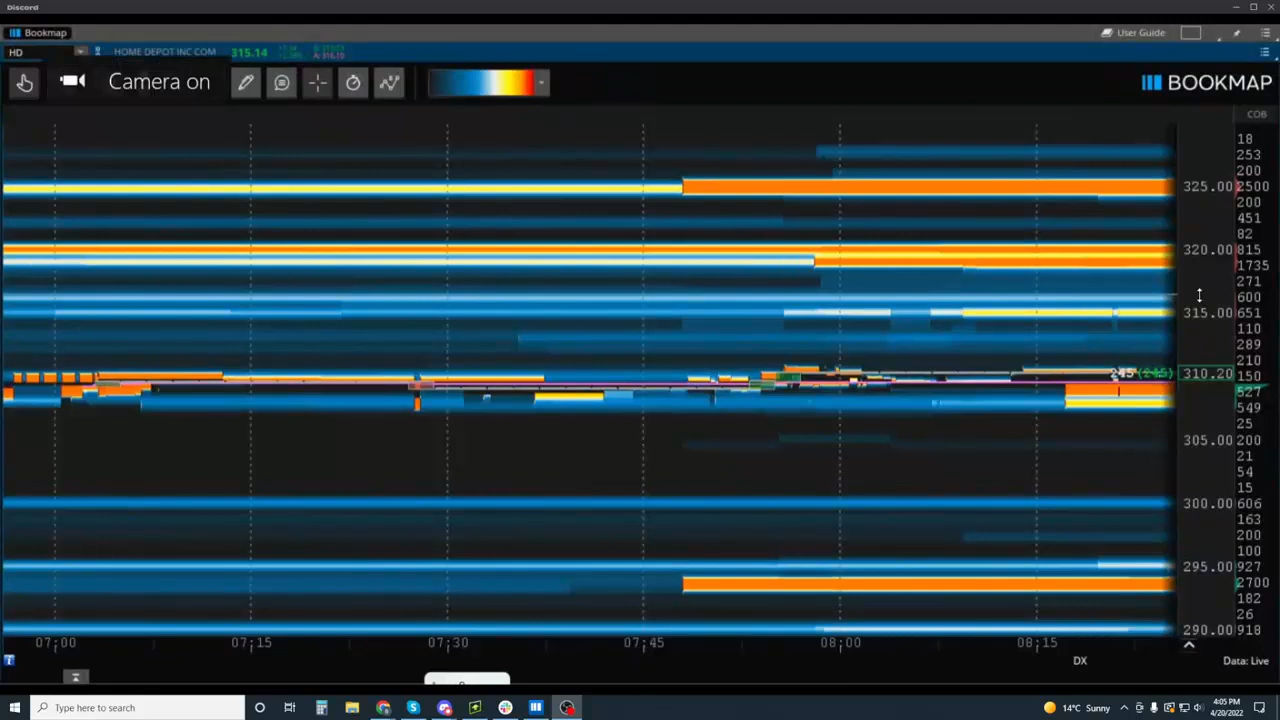 Discord
Bookmap
User Guide
HD
HOME DEPOT INC COM
315.14
Camera on
BOOKMAP
COB
18
253
200
325.00 2500
200
451
82
320.00 815
1735
271
600
315.00 651
110
289
210
310.20 150
245 (245)
527
549
25
305.00 200
21
54
15
300.00 606
163
200
100
295.00 927
2700
182
26
290.00 918
07:00 07:15 07:30 07:45 08:00 08:15
DX
Data: Live
Type here to search
14°C Sunny
4:05 PM
4/20/2022